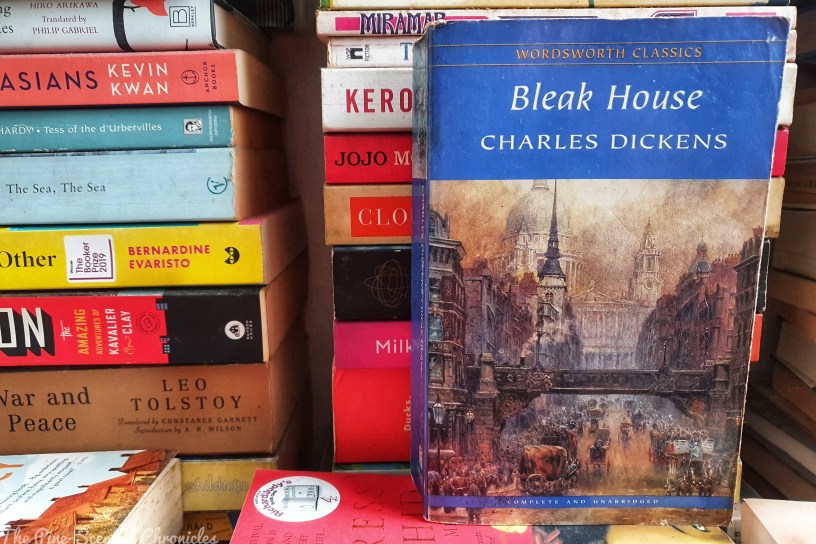 HIRO ARIKAWA
Translated by
PHILIP GABRIEL
ASIANS KEVIN KWAN
ANCHOR BOOKS
HARDY • Tess of the d'Urbervilles
The Sea, The Sea
Other
The Booker Prize 2019
BERNARDINE EVARISTO
ON
THE AMAZING ADVENTURES OF KAVALIER & CLAY
War and Peace
LEO TOLSTOY
Translated by CONSTANCE GARNETT
Introduction by A. N. WILSON
MIRAMAR
FICTION
T
KERO
JOJO M
CLO
Milk
WORDSWORTH CLASSICS
Bleak House
CHARLES DICKENS
COMPLETE AND UNABRIDGED
The Pine-Scented Chronicles